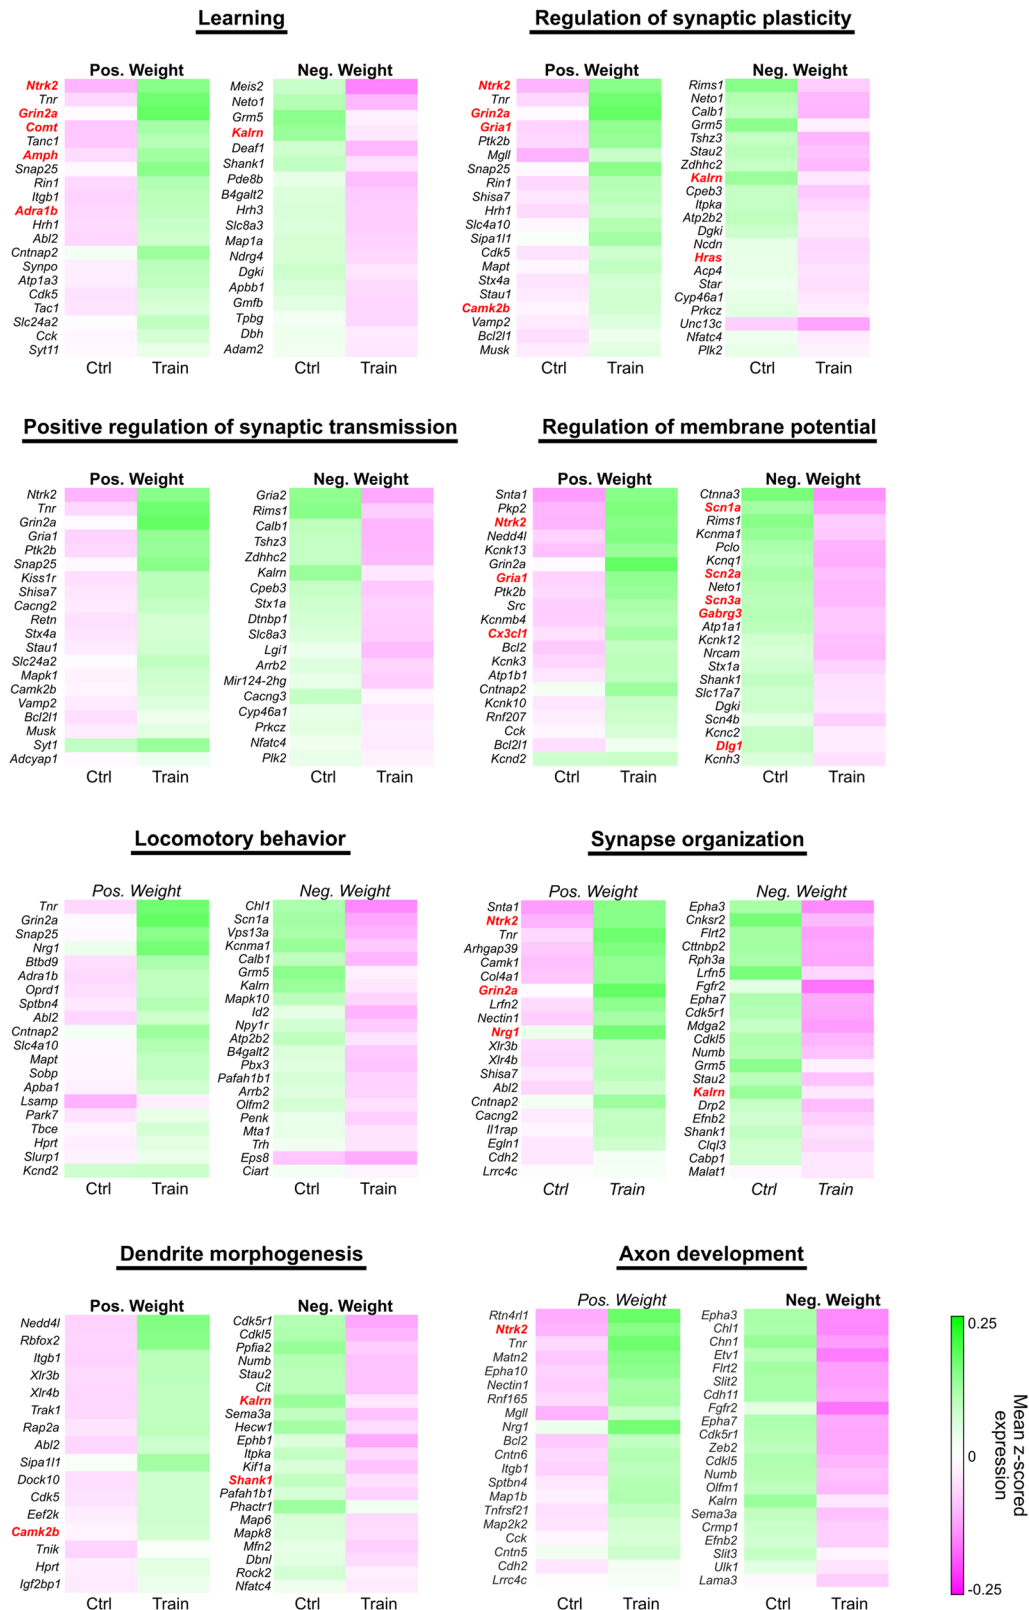 Learning
Pos. Weight
Ntrk2
Tnr
Grin2a
Comt
Tanc1
Amph
Snap25
Rin1
Itgb1
Adra1b
Hrh1
Abl2
Cntnap2
Synpo
Atp1a3
Cdk5
Tac1
Slc24a2
Cck
Syt11
Ctrl Train
Neg. Weight
Meis2
Neto1
Grm5
Kalrn
Deaf1
Shank1
Pde8b
B4galt2
Hrh3
Slc8a3
Map1a
Ndrg4
Dgki
Apbb1
Gmfb
Tpbg
Dbh
Adam2
Ctrl Train
Regulation of synaptic plasticity
Pos. Weight
Ntrk2
Tnr
Grin2a
Gria1
Ptk2b
Mgll
Snap25
Rin1
Shisa7
Hrh1
Slc4a10
Sipa1l1
Cdk5
Mapt
Stx4a
Stau1
Camk2b
Vamp2
Bcl2l1
Musk
Ctrl Train
Neg. Weight
Rims1
Neto1
Calb1
Grm5
Tshz3
Stau2
Zdhhc2
Kalrn
Cpeb3
Itpka
Atp2b2
Dgki
Ncdn
Hras
Acp4
Star
Cyp46a1
Prkcz
Unc13c
Nfatc4
Plk2
Ctrl Train
Positive regulation of synaptic transmission
Pos. Weight
Ntrk2
Tnr
Grin2a
Gria1
Ptk2b
Snap25
Kiss1r
Shisa7
Cacng2
Retn
Stx4a
Stau1
Slc24a2
Mapk1
Camk2b
Vamp2
Bcl2l1
Musk
Syt1
Adcyap1
Ctrl Train
Neg. Weight
Gria2
Rims1
Calb1
Tshz3
Zdhhc2
Kalrn
Cpeb3
Stx1a
Dtnbp1
Slc8a3
Lgi1
Arrb2
Mir124-2hg
Cacng3
Cyp46a1
Prkcz
Nfatc4
Plk2
Ctrl Train
Regulation of membrane potential
Pos. Weight
Snta1
Pkp2
Ntrk2
Nedd4l
Kcnk13
Grin2a
Gria1
Ptk2b
Src
Kcnmb4
Cx3cl1
Bcl2
Kcnk3
Atp1b1
Cntnap2
Kcnk10
Rnf207
Cck
Bcl2l1
Kcnd2
Ctrl Train
Neg. Weight
Ctnna3
Scn1a
Rims1
Kcnma1
Pclo
Kcnq1
Scn2a
Neto1
Scn3a
Gabrg3
Atp1a1
Kcnk12
Nrcam
Stx1a
Shank1
Slc17a7
Dgki
Scn4b
Kcnc2
Dlg1
Kcnh3
Ctrl Train
Locomotory behavior
Pos. Weight
Tnr
Grin2a
Snap25
Nrg1
Btbd9
Adra1b
Oprd1
Sptbn4
Abl2
Cntnap2
Slc4a10
Mapt
Sobp
Apba1
Lsamp
Park7
Tbce
Hprt
Slurp1
Kcnd2
Ctrl Train
Neg. Weight
Chl1
Scn1a
Vps13a
Kcnma1
Calb1
Grm5
Kalrn
Mapk10
Id2
Npy1r
Atp2b2
B4galt2
Pbx3
Pafah1b1
Arrb2
Olfm2
Penk
Mta1
Trh
Eps8
Ciart
Ctrl Train
Synapse organization
Pos. Weight
Snta1
Ntrk2
Tnr
Arhgap39
Camk1
Col4a1
Grin2a
Lrfn2
Nectin1
Nrg1
Xlr3b
Xlr4b
Shisa7
Abl2
Cntnap2
Cacng2
Il1rap
Egln1
Cdh2
Lrrc4c
Ctrl Train
Neg. Weight
Epha3
Cnksr2
Flrt2
Cttnbp2
Rph3a
Lrfn5
Fgfr2
Epha7
Cdk5r1
Mdga2
Cdkl5
Numb
Grm5
Stau2
Kalrn
Drp2
Efnb2
Shank1
Clql3
Cabp1
Malat1
Ctrl Train
Dendrite morphogenesis
Pos. Weight
Nedd4l
Rbfox2
Itgb1
Xlr3b
Xlr4b
Trak1
Rap2a
Abl2
Sipa1l1
Dock10
Cdk5
Eef2k
Camk2b
Tnik
Hprt
Igf2bp1
Ctrl Train
Neg. Weight
Cdk5r1
Cdkl5
Ppfia2
Numb
Stau2
Cit
Kalrn
Sema3a
Hecw1
Ephb1
Itpka
Kif1a
Shank1
Pafah1b1
Phactr1
Map6
Mapk8
Mfn2
Dbnl
Rock2
Nfatc4
Ctrl Train
Axon development
Pos. Weight
Rtn4rl1
Ntrk2
Tnr
Matn2
Epha10
Nectin1
Rnf165
Mgll
Nrg1
Bcl2
Cntn6
Itgb1
Sptbn4
Map1b
Tnfrsf21
Map2k2
Cck
Cntn5
Cdh2
Lrrc4c
Ctrl Train
Neg. Weight
Epha3
Chl1
Chn1
Etv1
Flrt2
Slit2
Cdh11
Fgfr2
Epha7
Cdk5r1
Zeb2
Cdkl5
Numb
Olfm1
Kalrn
Sema3a
Crmp1
Efnb2
Slit3
Ulk1
Lama3
Ctrl Train
0.25
0
-0.25
Mean z-scored
expression